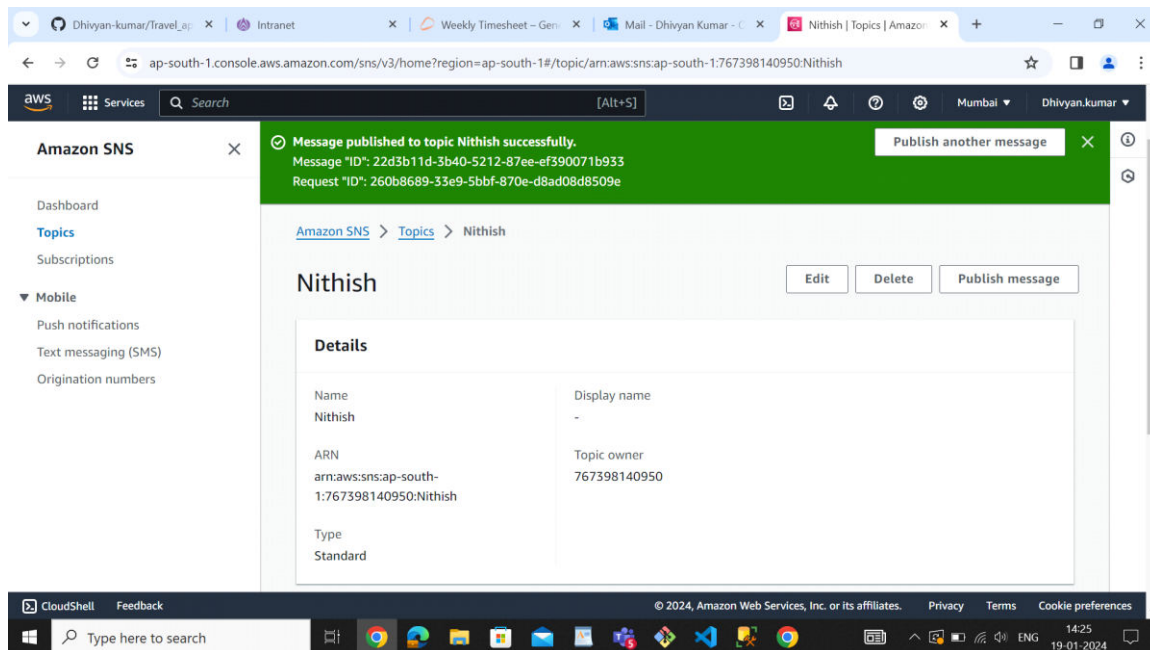 Dhivyan-kumar/Travel_ap
Intranet
Weekly Timesheet – Gen
Mail - Dhivyan Kumar - C
Nithish | Topics | Amazon
ap-south-1.console.aws.amazon.com/sns/v3/home?region=ap-south-1#/topic/arn:aws:sns:ap-south-1:767398140950:Nithish
aws
Services
Search
[Alt+S]
Mumbai
Dhivyan.kumar
Amazon SNS
Dashboard
Topics
Subscriptions
Mobile
Push notifications
Text messaging (SMS)
Origination numbers
Message published to topic Nithish successfully.
Message "ID": 22d3b11d-3b40-5212-87ee-ef390071b933
Request "ID": 260b8689-33e9-5bbf-870e-d8ad08d8509e
Publish another message
Amazon SNS > Topics > Nithish
Nithish
Edit
Delete
Publish message
Details
Name
Nithish
ARN
arn:aws:sns:ap-south-
1:767398140950:Nithish
Type
Standard
Display name
-
Topic owner
767398140950
CloudShell
Feedback
© 2024, Amazon Web Services, Inc. or its affiliates.
Privacy
Terms
Cookie preferences
Type here to search
ENG
14:25
19-01-2024